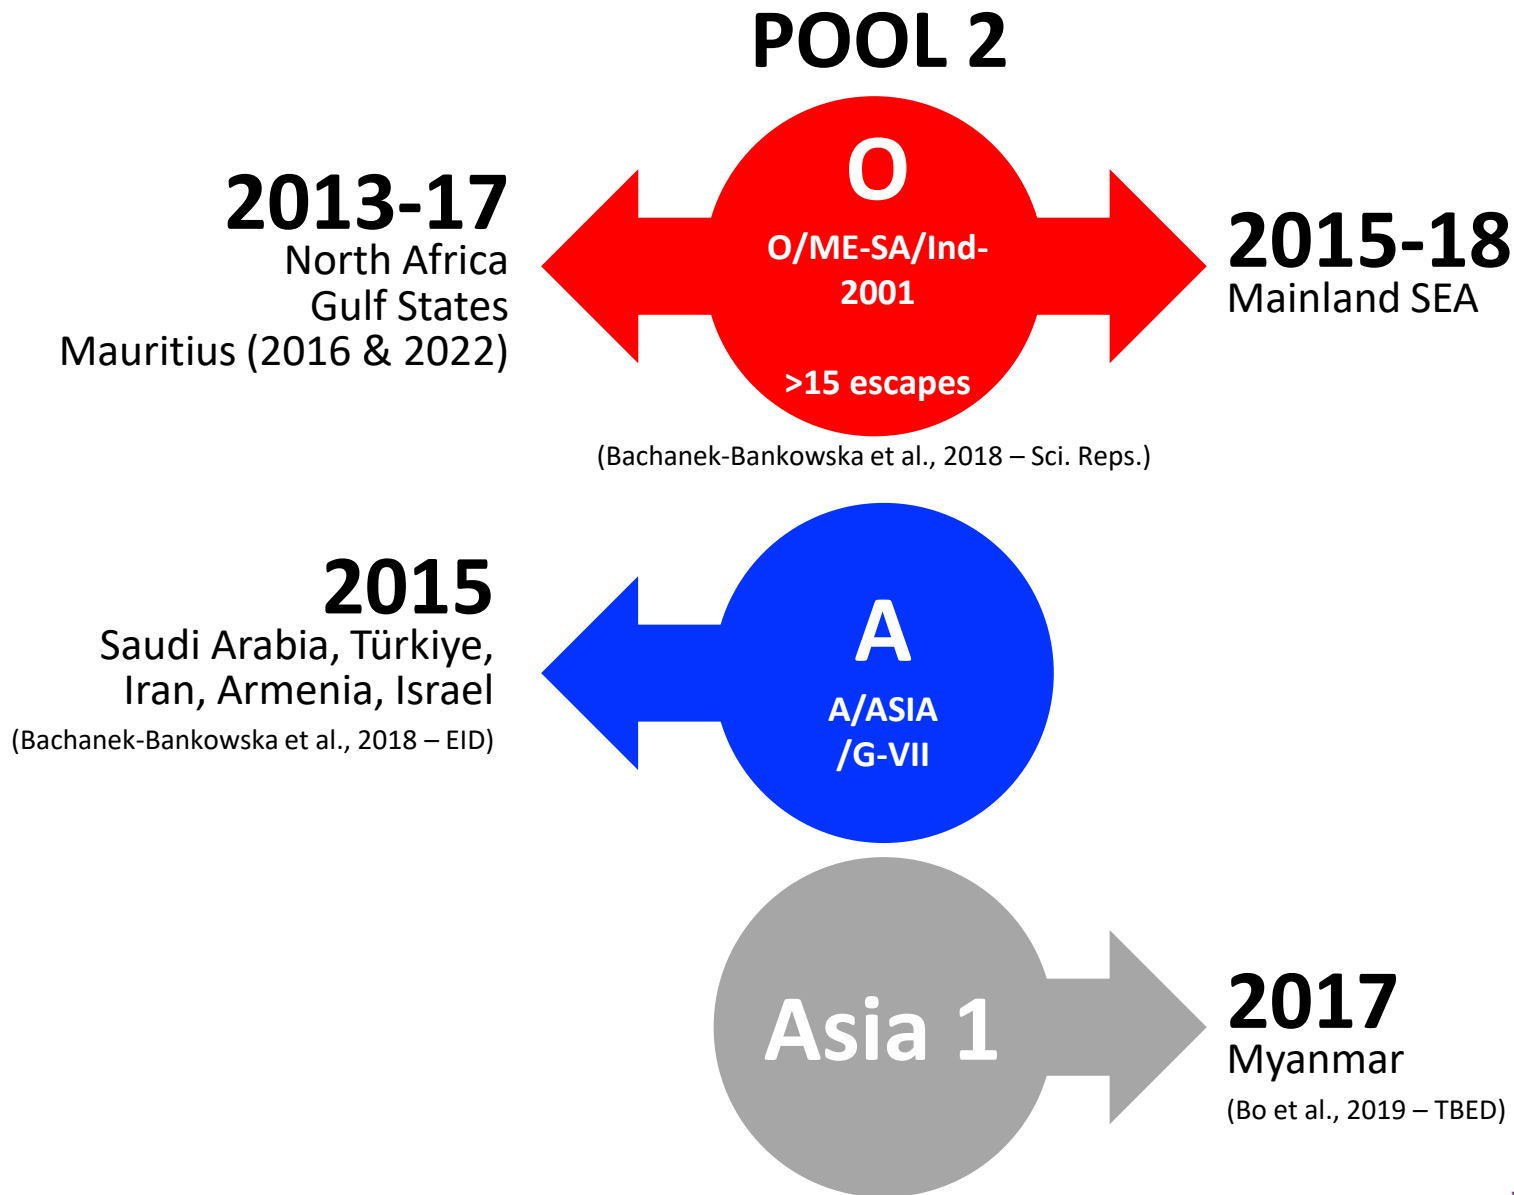 POOL 2
2013-17
North Africa
Gulf States
Mauritius (2016 & 2022)
O
O/ME-SA/Ind-
2001
>15 escapes
2015-18
Mainland SEA
(Bachanek-Bankowska et al., 2018 – Sci. Reps.)
2015
Saudi Arabia, Türkiye,
Iran, Armenia, Israel
(Bachanek-Bankowska et al., 2018 – EID)
A
A/ASIA
/G-VII
Asia 1
2017
Myanmar
(Bo et al., 2019 – TBED)